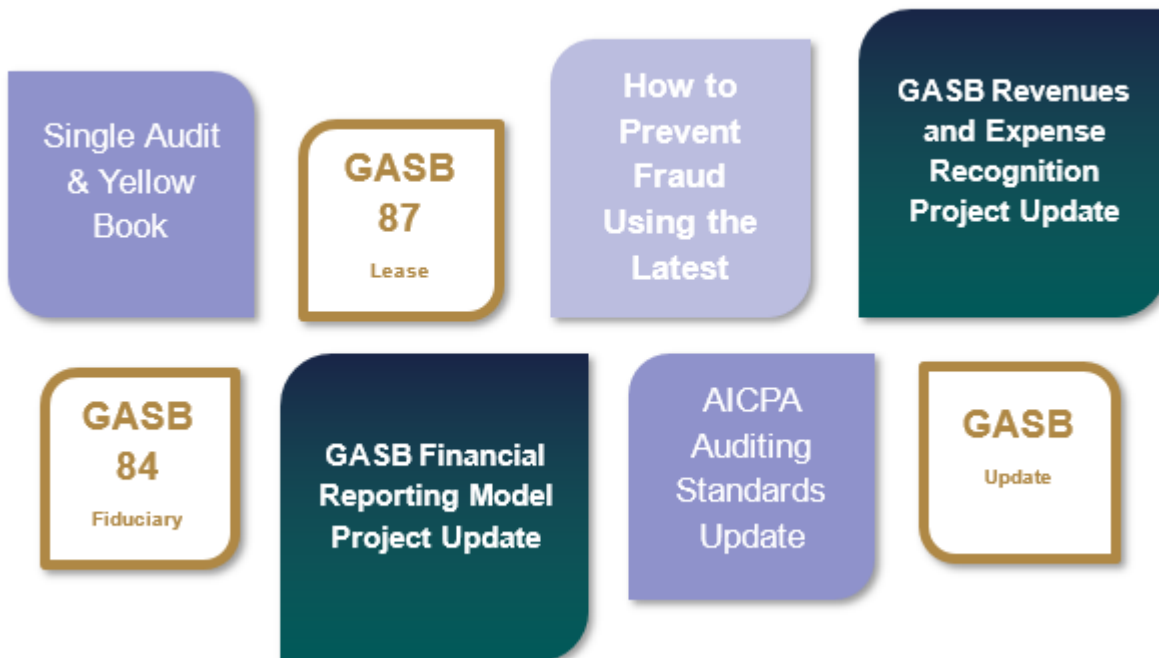 Single Audit
& Yellow
Book
GASB
87
Lease
How to
Prevent
Fraud
Using the
Latest
GASB Revenues
and Expense
Recognition
Project Update
GASB
84
Fiduciary
GASB Financial
Reporting Model
Project Update
AICPA
Auditing
Standards
Update
GASB
Update